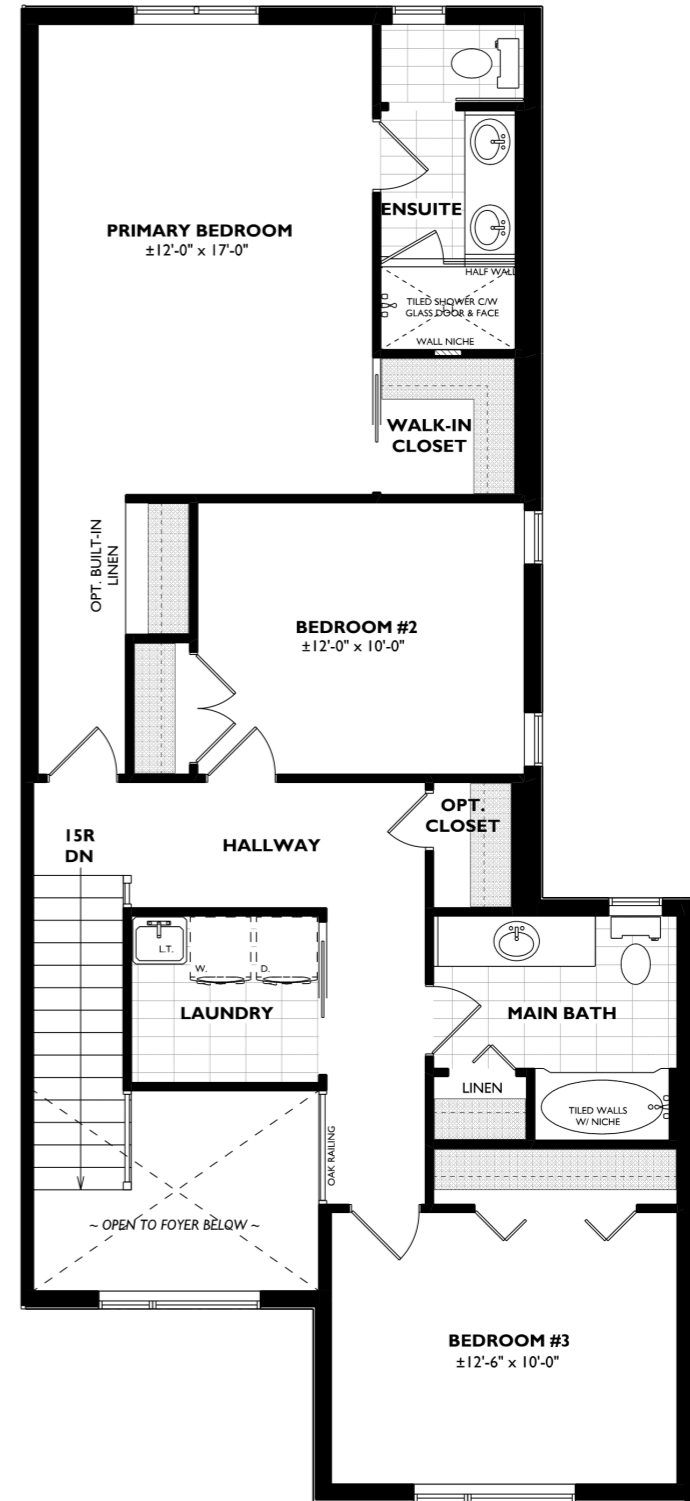 PRIMARY BEDROOM
±12'-0" x 17'-0"
ENSUITE
HALF WALL
TILED SHOWER C/W
GLASS DOOR & FACE
WALL NICHE
WALK-IN
CLOSET
OPT. BUILT-IN
LINEN
BEDROOM #2
±12'-0" x 10'-0"
15R
DN
HALLWAY
OPT.
CLOSET
L.T.
W.
D.
LAUNDRY
MAIN BATH
LINEN
TILED WALLS
W/ NICHE
OAK RAILING
~ OPEN TO FOYER BELOW ~
BEDROOM #3
±12'-6" x 10'-0"